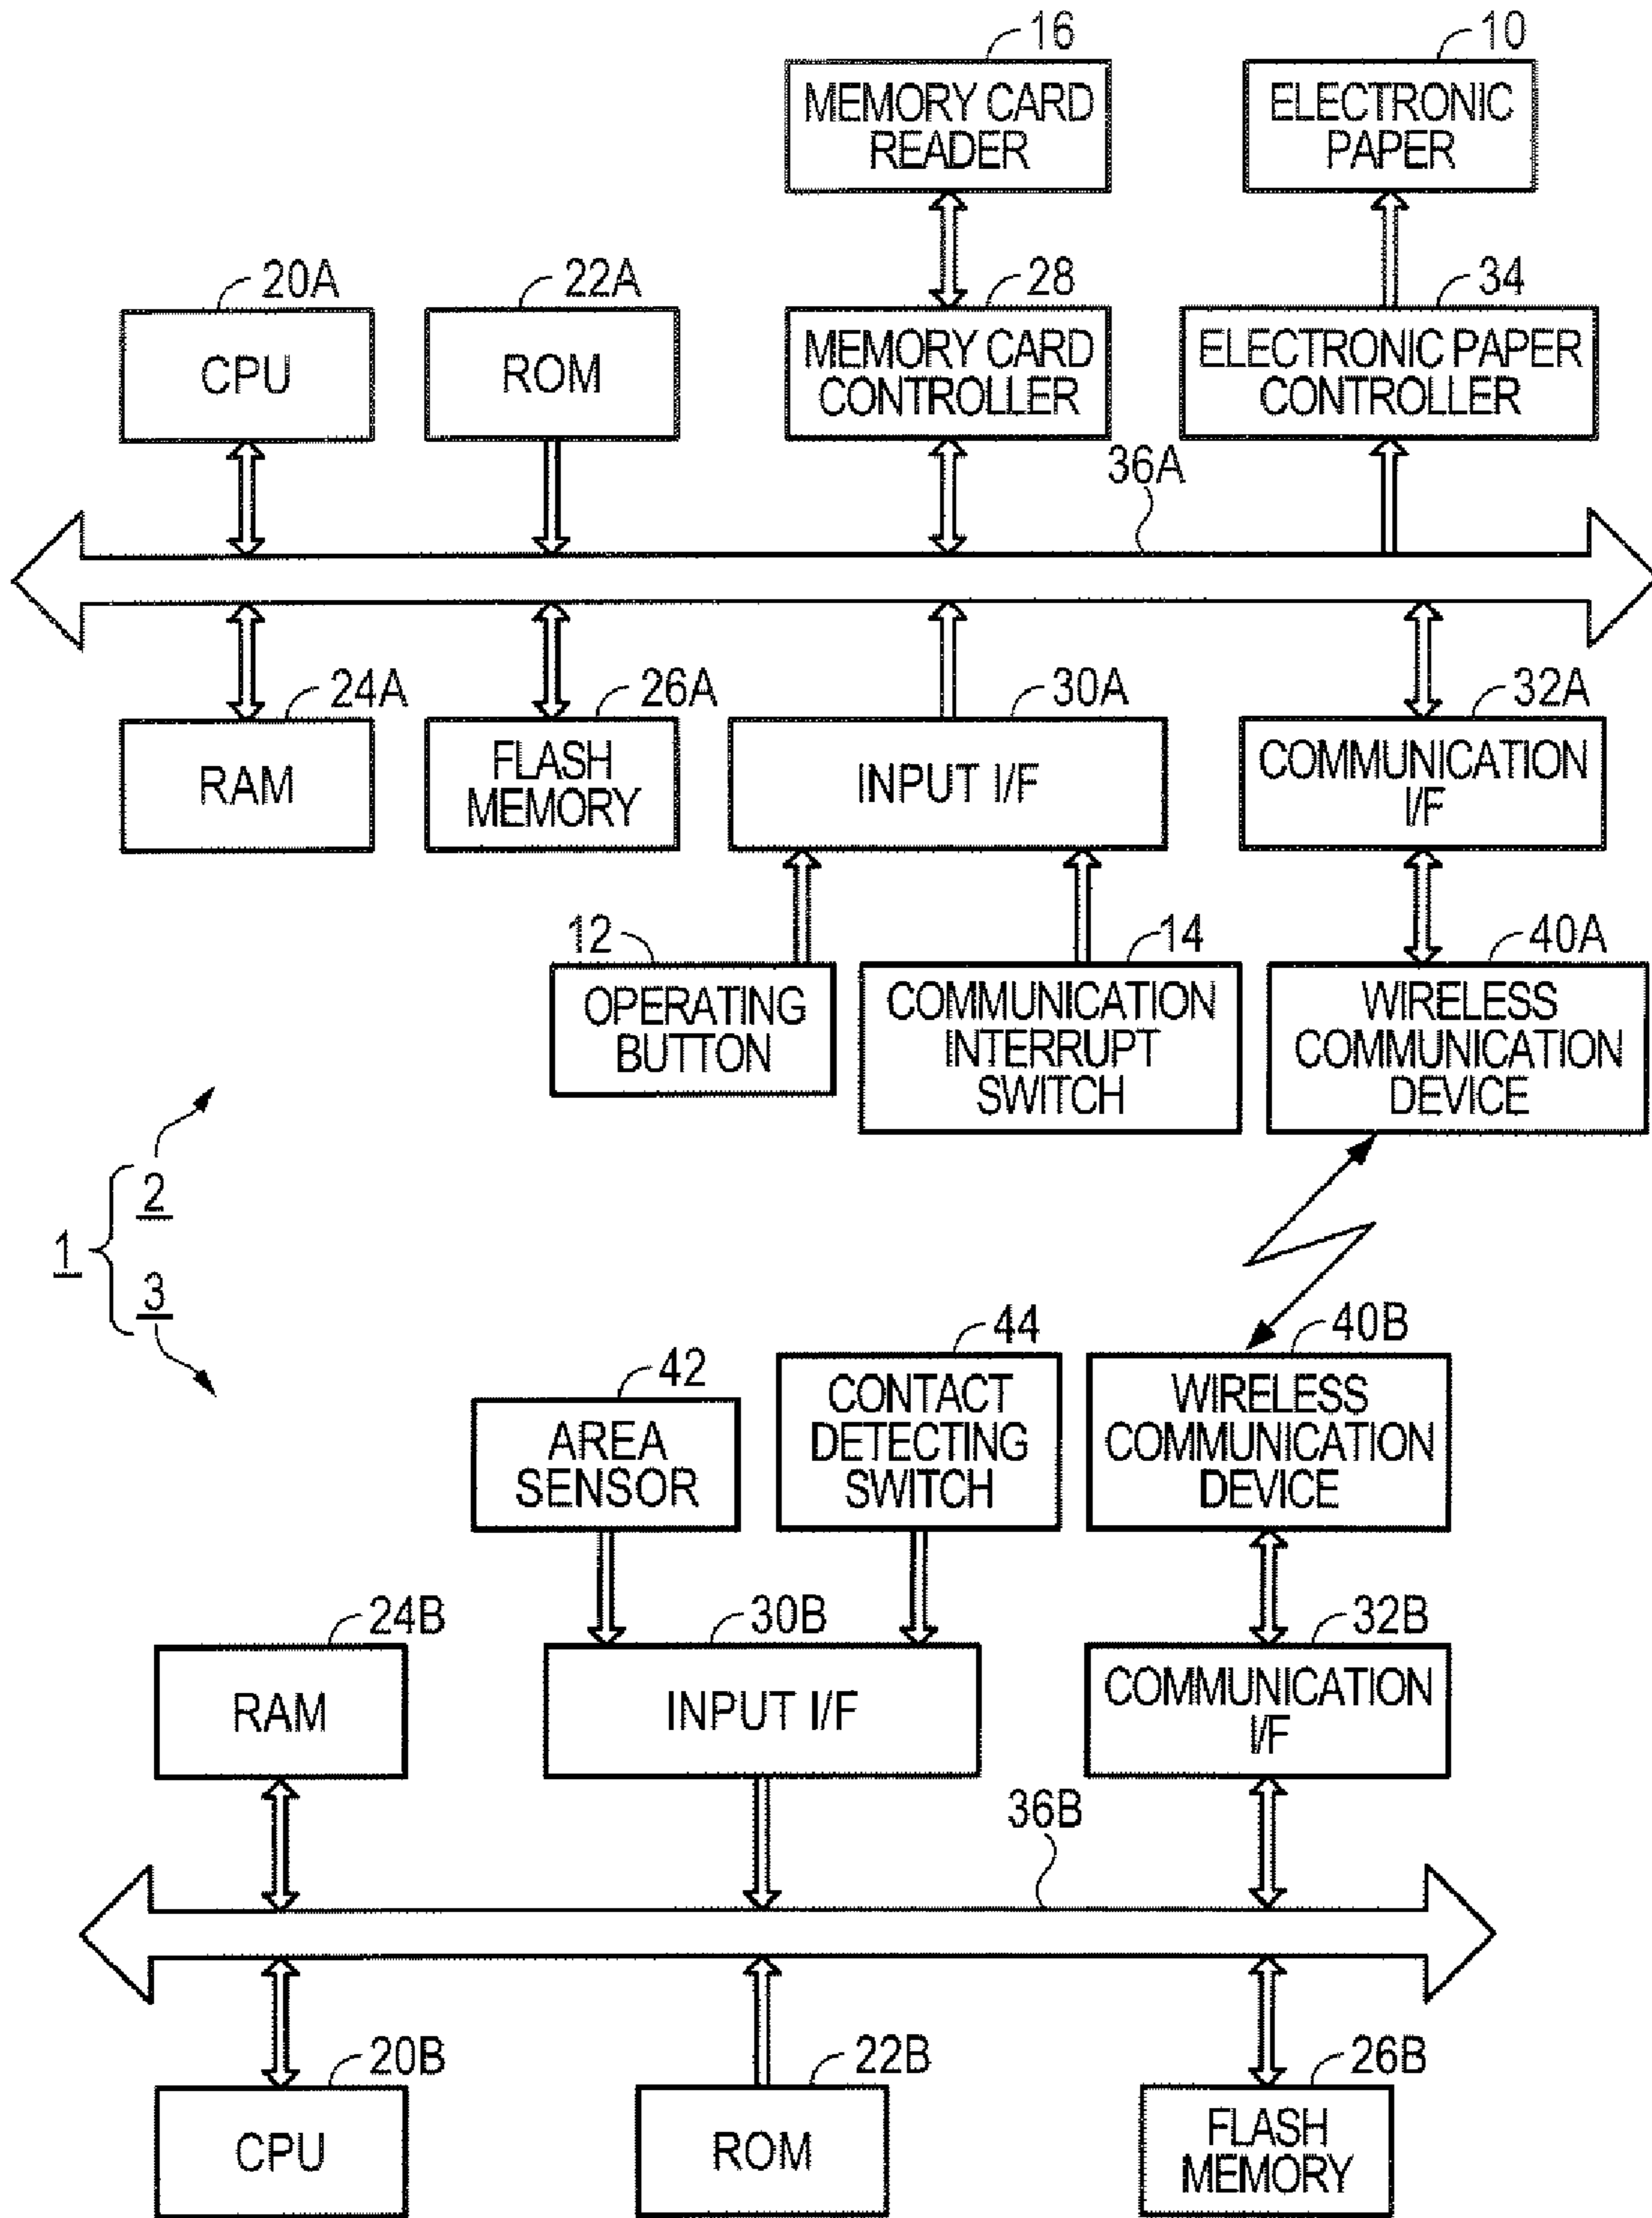 16
10
MEMORY CARD
READER
ELECTRONIC
PAPER
20A
22A
28
34
CPU
ROM
MEMORY CARD
CONTROLLER
ELECTRONIC PAPER
CONTROLLER
36A
24A
26A
30A
32A
RAM
FLASH
MEMORY
INPUT I/F
COMMUNICATION
I/F
12
14
40A
OPERATING
BUTTON
COMMUNICATION
INTERRUPT
SWITCH
WIRELESS
COMMUNICATION
DEVICE
1
2
3
42
44
40B
AREA
SENSOR
CONTACT
DETECTING
SWITCH
WIRELESS
COMMUNICATION
DEVICE
24B
30B
32B
RAM
INPUT I/F
COMMUNICATION
I/F
36B
20B
22B
26B
CPU
ROM
FLASH
MEMORY